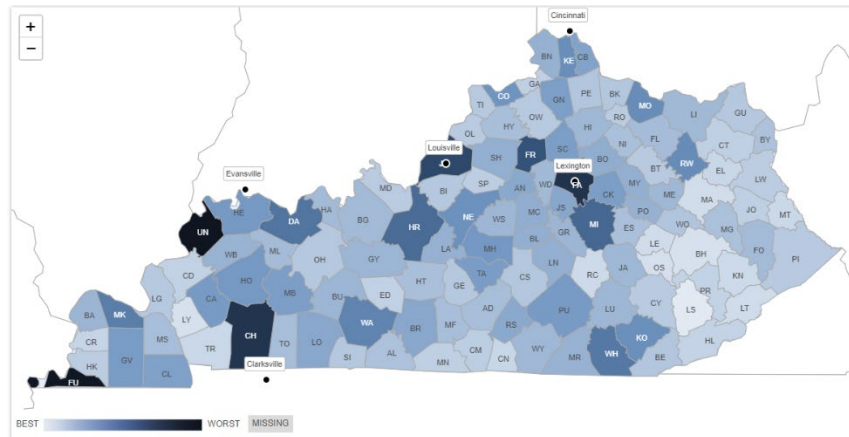 +
−
Cincinnati
BN
KE
CB
GA
CO
GN
PE
BK
MO
TI
OW
RO
LI
GU
OL
HY
HI
NI
FL
BY
Louisville
SH
FR
SC
Lexington
BO
BT
RW
CT
EL
Evansville
MD
BI
SP
AN
WD
FA
CK
MY
ME
MA
LW
HE
DA
HA
BG
HR
NE
WS
MC
JS
MI
PO
JO
MT
UN
ML
LA
MH
BL
GR
ES
WO
MG
WB
OH
GY
LN
LE
BH
FO
PI
CD
HO
TA
RC
JA
OS
KN
LG
CA
MB
BU
ED
HT
GE
CS
PR
BA
MK
LY
WA
AD
PU
LU
CY
LS
LT
CR
MS
CH
TO
LO
BR
MF
RS
KO
HK
GV
TR
SI
AL
CM
WY
WH
BE
HL
FU
CL
Clarksville
MN
CN
MR
BEST
WORST
MISSING